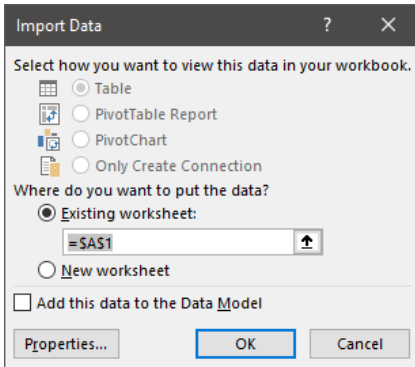 Import Data ?
Select how you want to view this data in your workbook.
Table
PivotTable Report
PivotChart
Only Create Connection
Where do you want to put the data?
Existing worksheet:
=$A$1
New worksheet
Add this data to the Data Model
Properties... OK Cancel